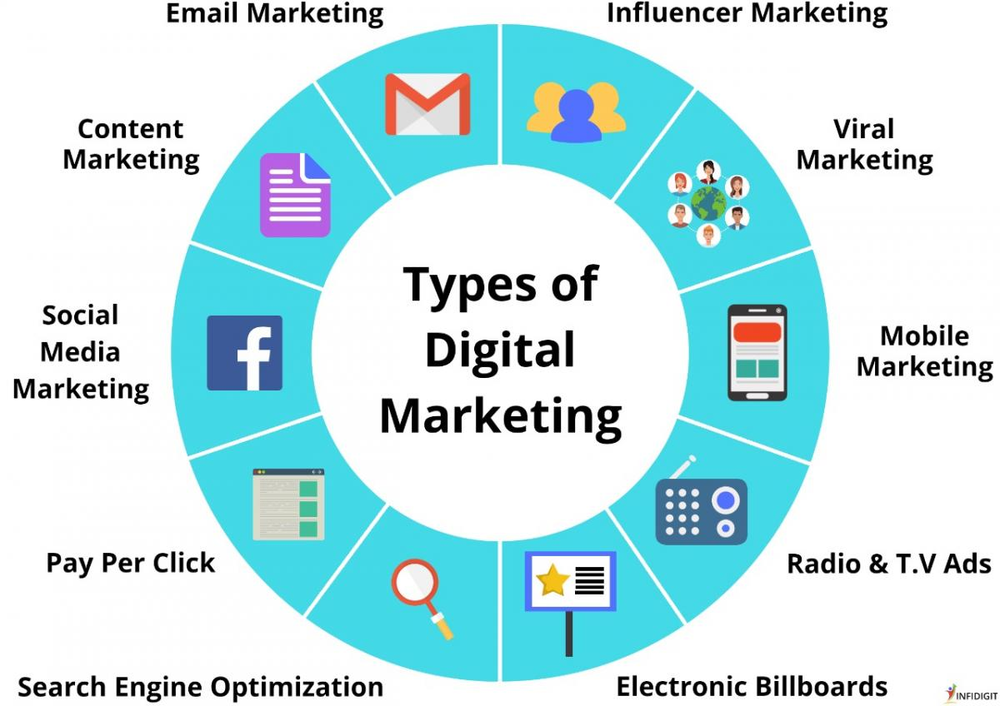 Email Marketing
Influencer Marketing
Content
Marketing
Viral
Marketing
Types of
Digital
Marketing
Social
Media
Marketing
Mobile
Marketing
Pay Per Click
Radio & T.V Ads
Search Engine Optimization
Electronic Billboards
INFIDIGIT